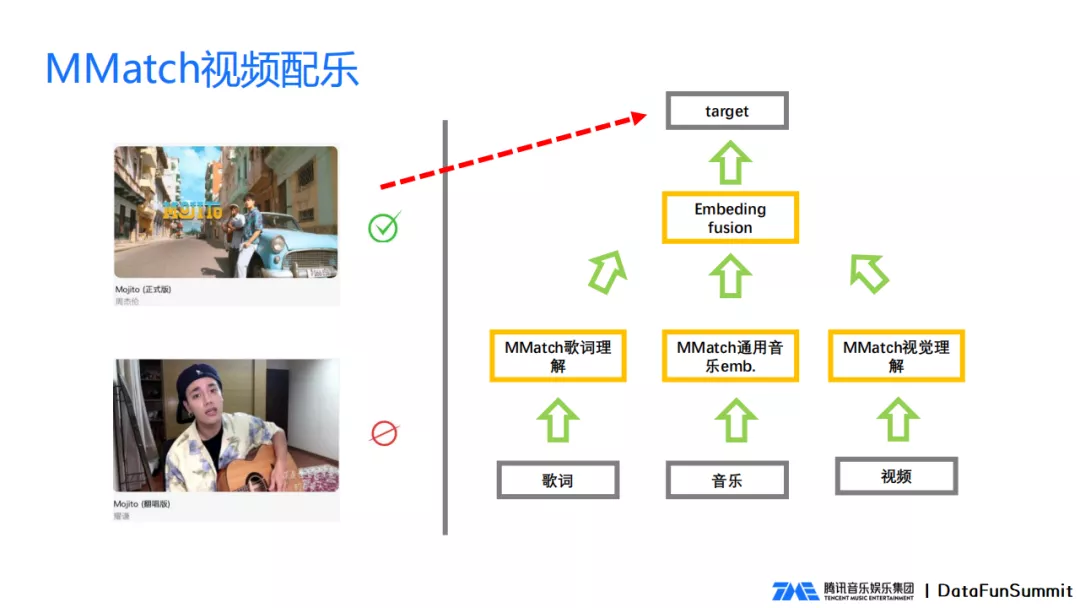 MMatch视频配乐
MOJITO
Mojito (正式版)
周杰伦
Mojito (翻唱版)
target
Embeding
fusion
MMatch歌词理
解
MMatch通用音
乐emb.
MMatch视觉理
解
歌词
音乐
视频
腾讯音乐娱乐集团
TENCENT MUSIC ENTERTAINMENT
TME
| DataFunSummit